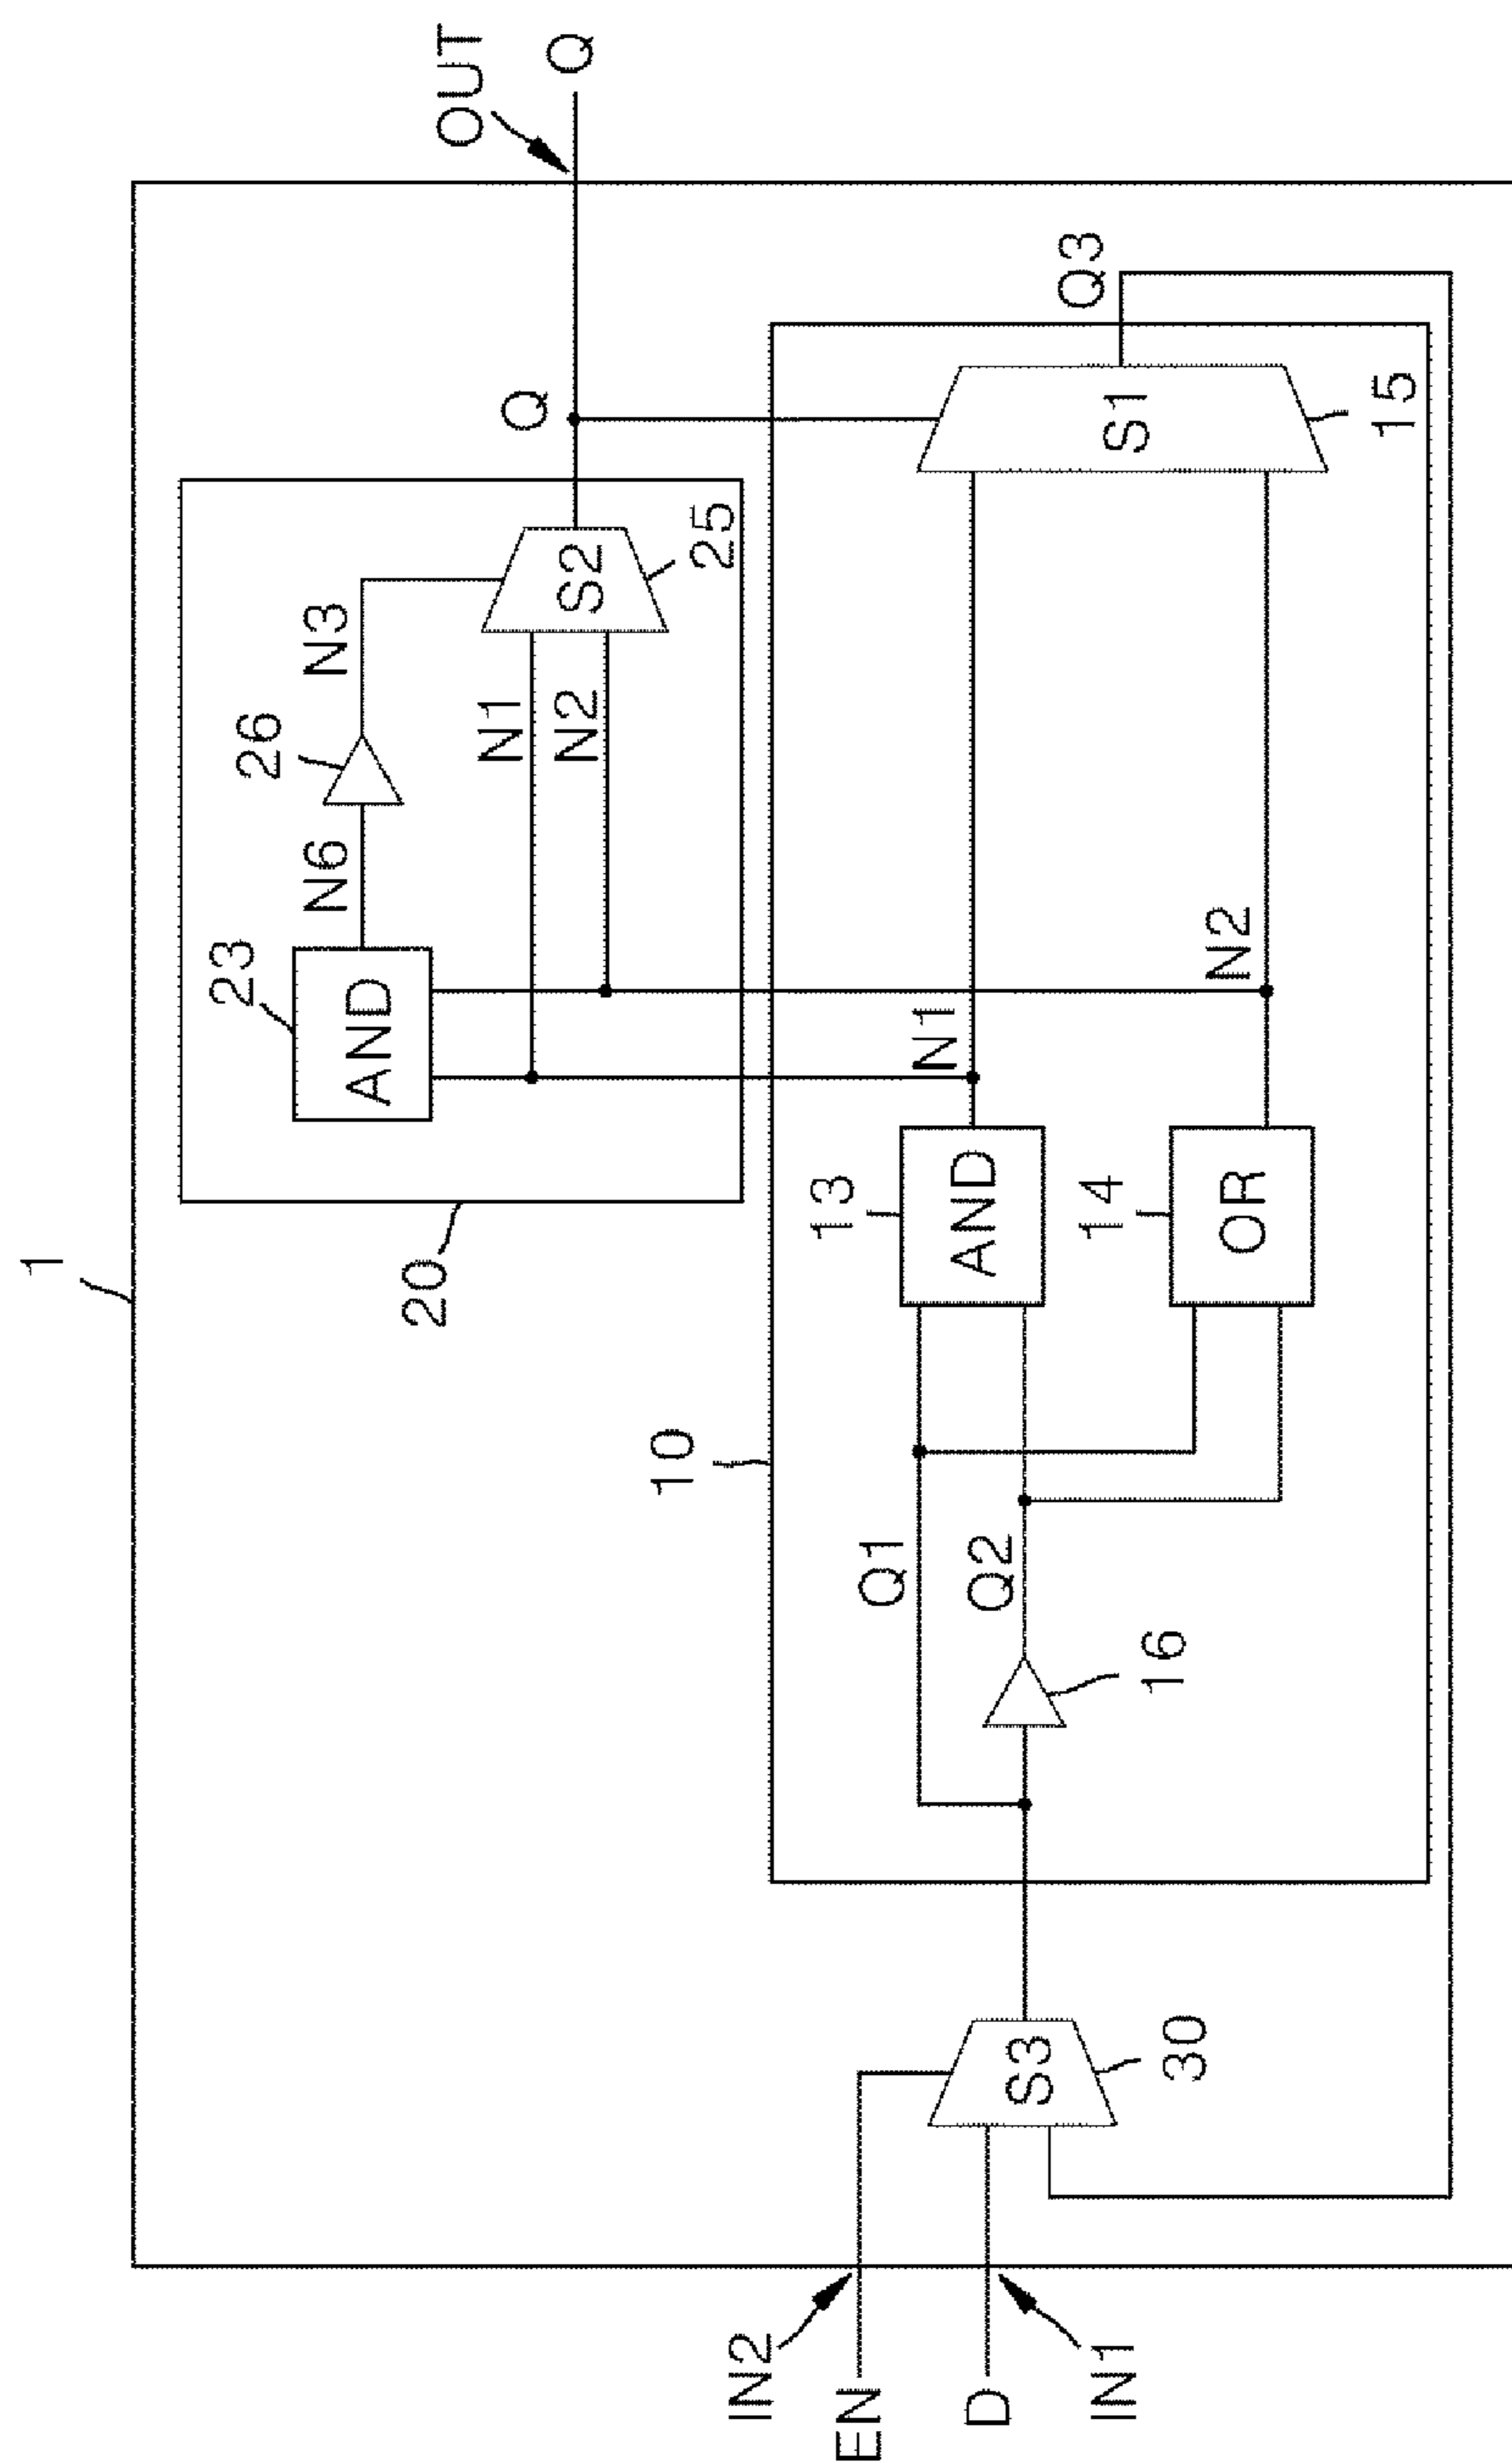 1
OUT
Q
20
23
AND
N6
26
N3
N1
N2
S2
25
Q
10
Q1
Q2
16
13
AND
14
OR
N1
N2
S1
15
Q3
IN2
EN
D
IN1
S3
30